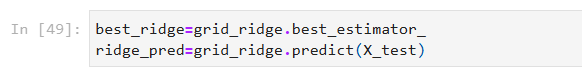 In [49]: best_ridge=grid_ridge.best_estimator_
ridge_pred=grid_ridge.predict(X_test)